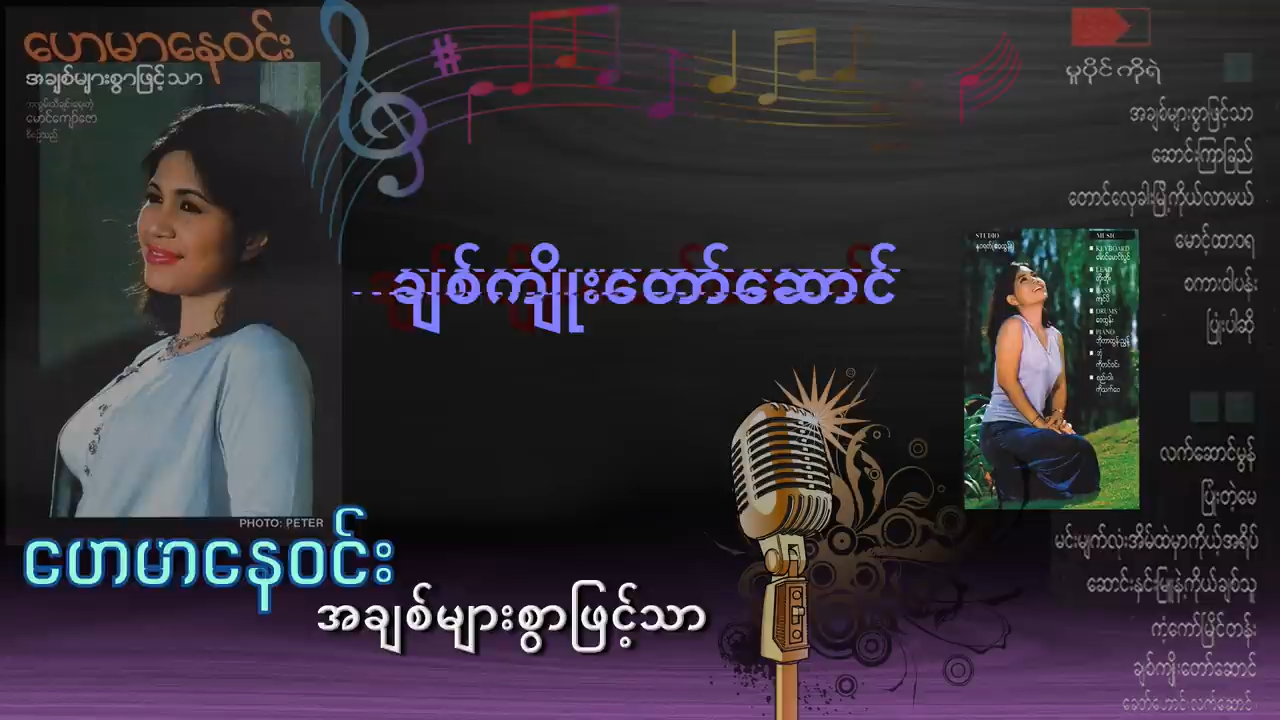 ဟေမာနေဝင်း
အချစ်များစွာဖြင့်သာ
မောင်ကျော်ဇော
PHOTO: PETER
ချစ်ကျိုးတော်ဆောင်
ဟေမာနေဝင်း
အချစ်များစွာဖြင့်သာ
STUDIO
MUSIC
KEYBOARD
LEAD
BASS
DRUMS
PIANO
မူပိုင်ကိုရဲ
အချစ်များစွာဖြင့်သာ
ဆောင်းကြာခြည်
တောင်လေှခါးမြို့ကိုယ်လာမယ်
မောင့်ထာဝရ
စကားဝါပန်း
ပြုံးပါဆို
လက်ဆောင်မွန်
ပြုံးတဲ့မေ
မင်းမျက်လုံးအိမ်ထဲမှာကိုယ့်အရိပ်
ဆောင်းနှင်းမြူနဲ့ကိုယ်ချစ်သူ
ကံ့ကော်မြိုင်တန်း
ချစ်ကျိုးတော်ဆောင်